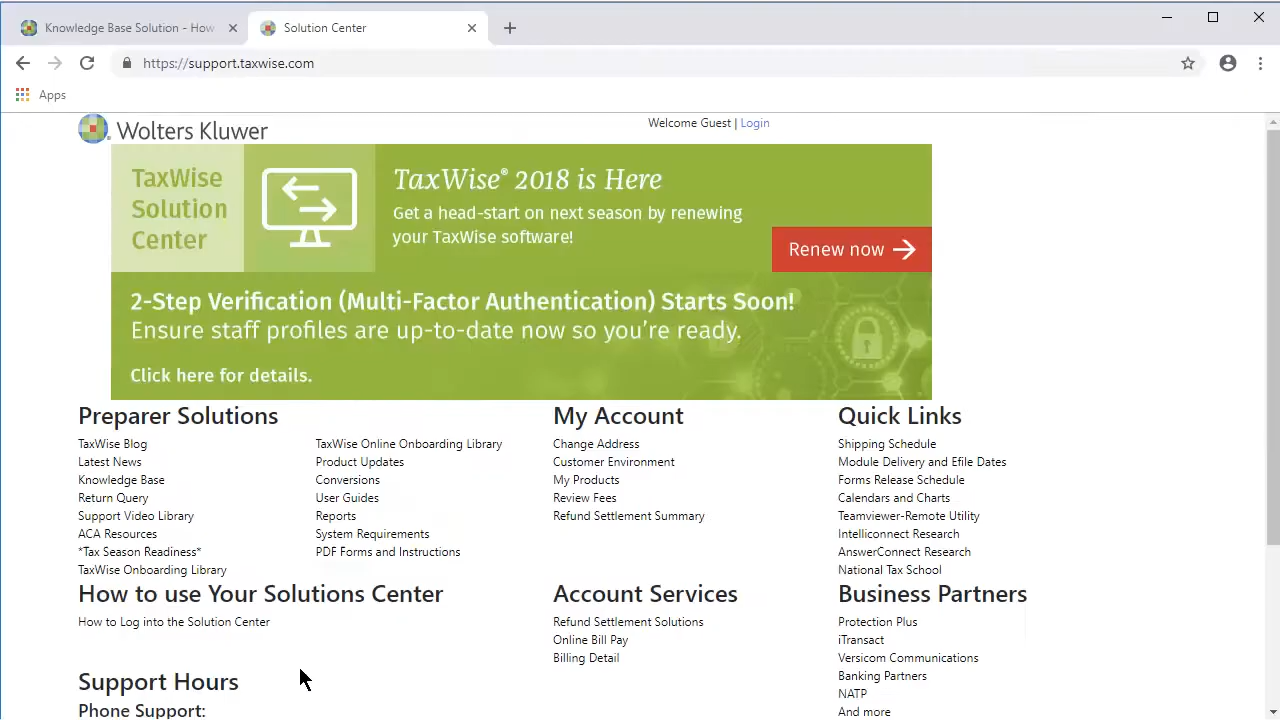 Knowledge Base Solution - How
Solution Center
https://support.taxwise.com
Apps
Wolters Kluwer
Welcome Guest | Login
TaxWise
Solution
Center
TaxWise® 2018 is Here
Get a head-start on next season by renewing
your TaxWise software!
Renew now
2-Step Verification (Multi-Factor Authentication) Starts Soon!
Ensure staff profiles are up-to-date now so you're ready.
Click here for details.
Preparer Solutions
TaxWise Blog
Latest News
Knowledge Base
Return Query
Support Video Library
ACA Resources
*Tax Season Readiness*
TaxWise Onboarding Library
TaxWise Online Onboarding Library
Product Updates
Conversions
User Guides
Reports
System Requirements
PDF Forms and Instructions
My Account
Change Address
Customer Environment
My Products
Review Fees
Refund Settlement Summary
Quick Links
Shipping Schedule
Module Delivery and Efile Dates
Forms Release Schedule
Calendars and Charts
Teamviewer-Remote Utility
Intelliconnect Research
AnswerConnect Research
National Tax School
How to use Your Solutions Center
How to Log into the Solution Center
Account Services
Refund Settlement Solutions
Online Bill Pay
Billing Detail
Business Partners
Protection Plus
iTransact
Versicom Communications
Banking Partners
NATP
And more
Support Hours
Phone Support: